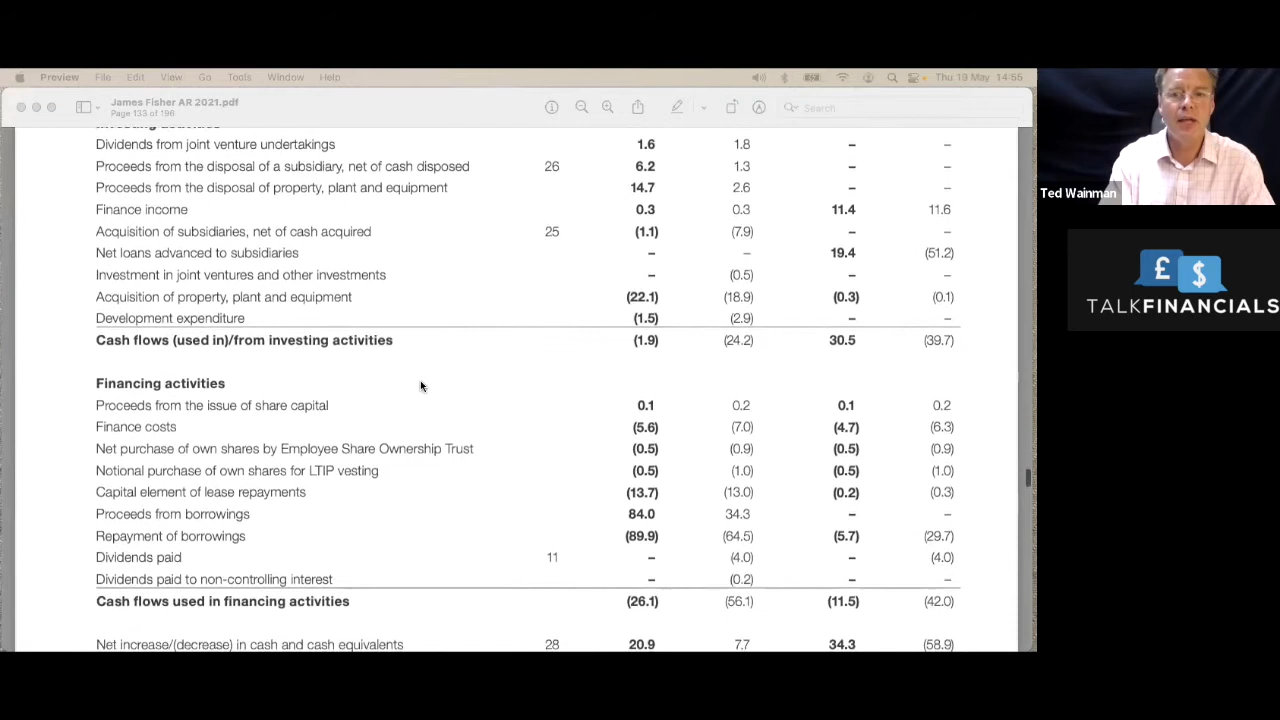 Preview File Edit View Go Tools Window Help Thu 19 May 14:55
James Fisher AR 2021.pdf
Page 133 of 196
Search
Investing activities
Dividends from joint venture undertakings 1.6 1.8 – –
Proceeds from the disposal of a subsidiary, net of cash disposed 26 6.2 1.3 – –
Proceeds from the disposal of property, plant and equipment 14.7 2.6 – –
Finance income 0.3 0.3 11.4 11.6
Acquisition of subsidiaries, net of cash acquired 25 (1.1) (7.9) – –
Net loans advanced to subsidiaries – – 19.4 (51.2)
Investment in joint ventures and other investments – (0.5) – –
Acquisition of property, plant and equipment (22.1) (18.9) (0.3) (0.1)
Development expenditure (1.5) (2.9) – –
Cash flows (used in)/from investing activities (1.9) (24.2) 30.5 (39.7)
Financing activities
Proceeds from the issue of share capital 0.1 0.2 0.1 0.2
Finance costs (5.6) (7.0) (4.7) (6.3)
Net purchase of own shares by Employee Share Ownership Trust (0.5) (0.9) (0.5) (0.9)
Notional purchase of own shares for LTIP vesting (0.5) (1.0) (0.5) (1.0)
Capital element of lease repayments (13.7) (13.0) (0.2) (0.3)
Proceeds from borrowings 84.0 34.3 – –
Repayment of borrowings (89.9) (64.5) (5.7) (29.7)
Dividends paid 11 – (4.0) – (4.0)
Dividends paid to non-controlling interest – (0.2) – –
Cash flows used in financing activities (26.1) (56.1) (11.5) (42.0)
Net increase/(decrease) in cash and cash equivalents 28 20.9 7.7 34.3 (58.9)
Ted Wainman
£ $
TALKFINANCIALS